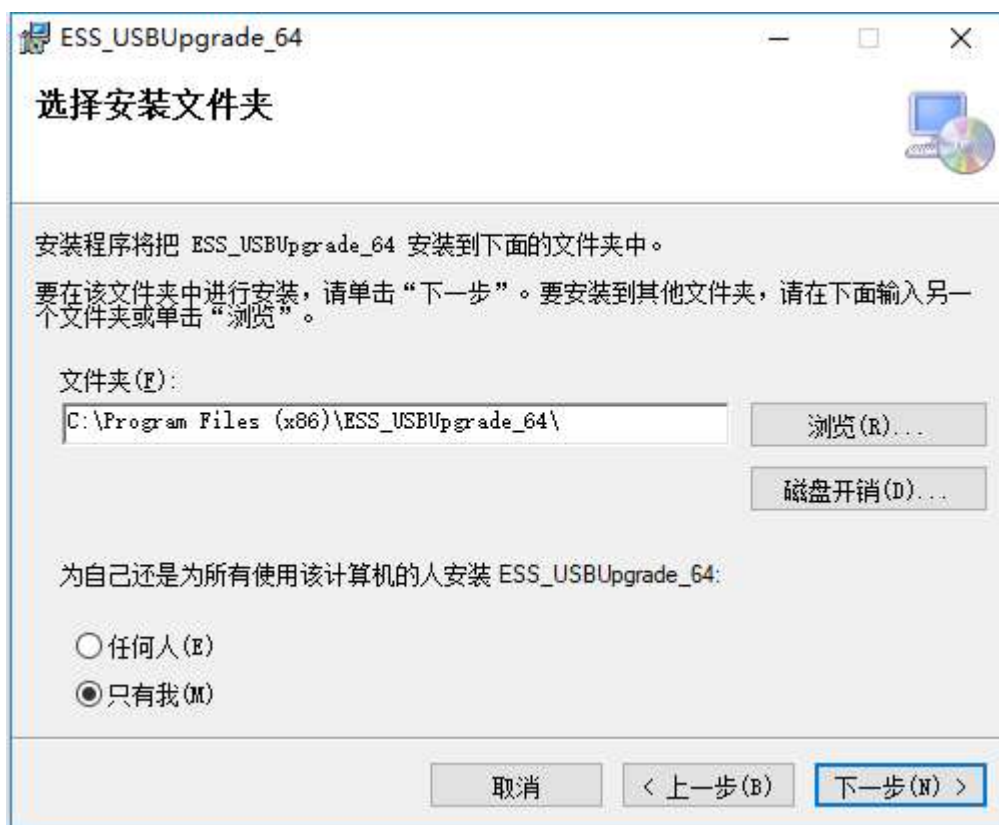 ESS_USBUpgrade_64
选择安装文件夹
安装程序将把 ESS_USBUpgrade_64 安装到下面的文件夹中。
要在该文件夹中进行安装，请单击“下一步”。要安装到其他文件夹，请在下面输入另一
个文件夹或单击“浏览”。
文件夹(F):
C:\Program Files (x86)\ESS_USBUpgrade_64\
浏览(R)...
磁盘开销(D)...
为自己还是为所有使用该计算机的人安装 ESS_USBUpgrade_64:
任何人(E)
只有我(M)
取消
< 上一步(B)
下一步(N) >